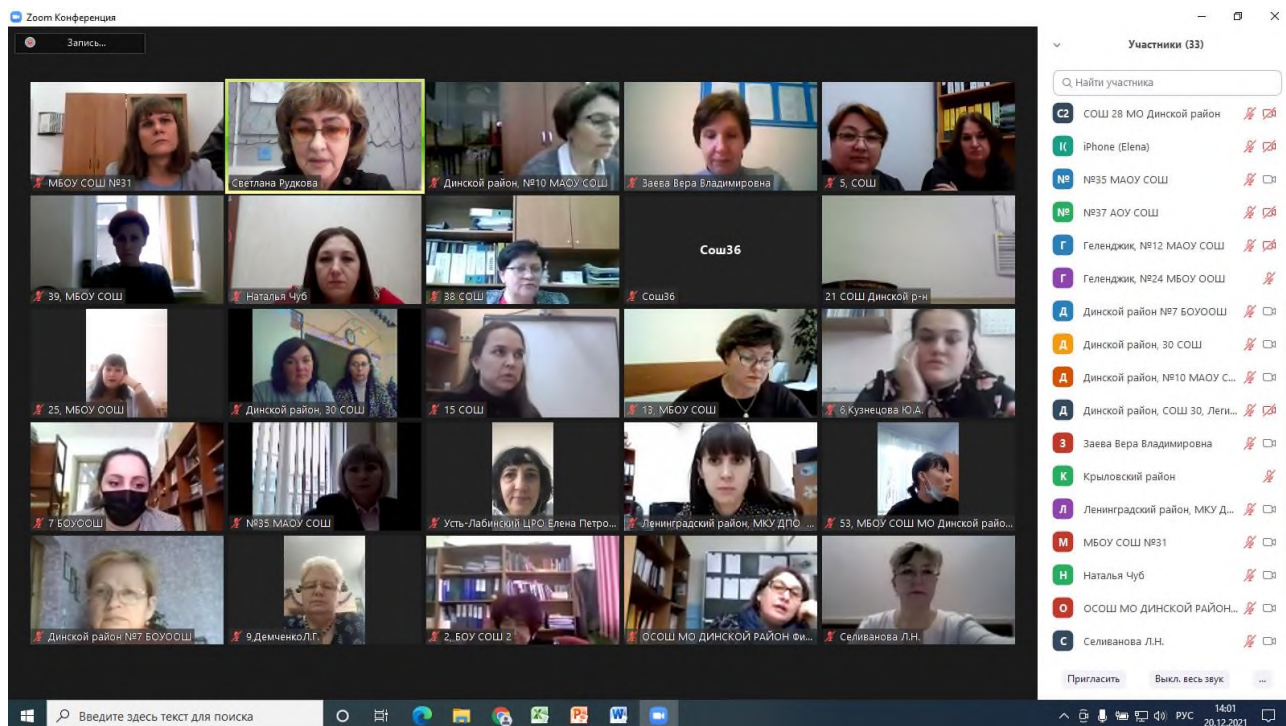 Zoom Конференция
Запись...
МБОУ СОШ №31
Светлана Рудкова
Динской район, №10 МАОУ СОШ
Заева Вера Владимировна
5, СОШ
39, МБОУ СОШ
Наталья Чуб
38 СОШ
Сош36
Сош36
21 СОШ Динской р-н
25, МБОУ ООШ
Динской район, 30 СОШ
15 СОШ
13, МБОУ СОШ
6,Кузнецова Ю.А.
7 БОУООШ
№35 МАОУ СОШ
Усть-Лабинский ЦРО Елена Петро...
Ленинградский район, МКУ ДПО ...
53, МБОУ СОШ МО Динской райо...
Динской район №7 БОУООШ
9,ДемченкоЛ.Г.
2, БОУ СОШ 2
ОСОШ МО ДИНСКОЙ РАЙОН Фи...
Селиванова Л.Н.
Участники (33)
Найти участника
С2 СОШ 28 МО Динской район
I( iPhone (Elena)
№ №35 МАОУ СОШ
№ №37 АОУ СОШ
Г Геленджик, №12 МАОУ СОШ
Г Геленджик, №24 МБОУ ООШ
Д Динской район №7 БОУООШ
Д Динской район, 30 СОШ
Д Динской район, №10 МАОУ С...
Д Динской район, СОШ 30, Леги...
З Заева Вера Владимировна
К Крыловский район
Л Ленинградский район, МКУ Д...
М МБОУ СОШ №31
Н Наталья Чуб
О ОСОШ МО ДИНСКОЙ РАЙОН...
С Селиванова Л.Н.
Пригласить Выкл. весь звук ...
Введите здесь текст для поиска
РУС
14:01
20.12.2021